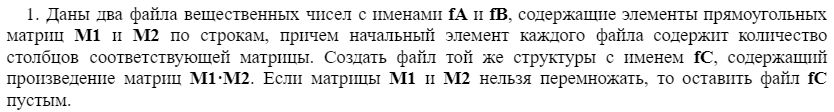 1. Даны два файла вещественных чисел с именами fA и fB, содержащие элементы прямоугольных
матриц M1 и M2 по строкам, причем начальный элемент каждого файла содержит количество
столбцов соответствующей матрицы. Создать файл той же структуры с именем fC, содержащий
произведение матриц M1·M2. Если матрицы M1 и M2 нельзя перемножать, то оставить файл fC
пустым.